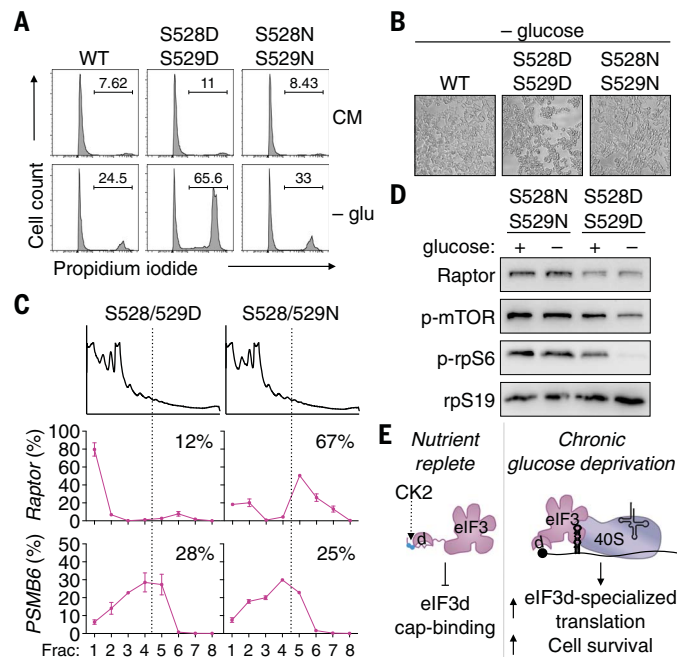 A
WT
S528D
S529D
S528N
S529N
7.62
11
8.43
CM
24.5
65.6
33
– glu
Cell count
Propidium iodide
B
– glucose
WT
S528D
S529D
S528N
S529N
C
S528/529D
S528/529N
Raptor (%)
100
80
60
40
20
0
12%
67%
PSMB6 (%)
50
40
30
20
10
0
28%
25%
Frac: 1 2 3 4 5 6 7 8 1 2 3 4 5 6 7 8
D
S528N
S529N
S528D
S529D
glucose: + – + –
Raptor
p-mTOR
p-rpS6
rpS19
E
Nutrient
replete
CK2
d
eIF3
eIF3d
cap-binding
Chronic
glucose deprivation
eIF3
d
40S
eIF3d-specialized
translation
Cell survival